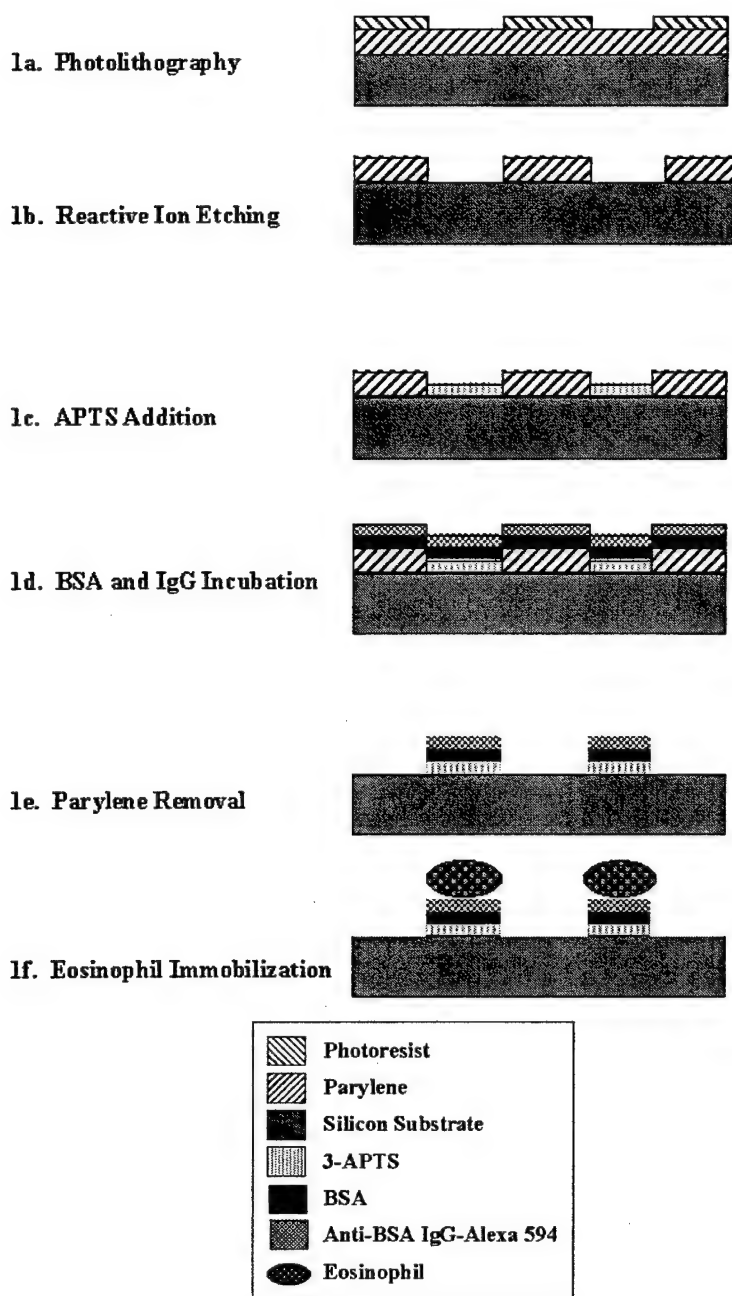 1a. Photolithography
1b. Reactive Ion Etching
1c. APTS Addition
1d. BSA and IgG Incubation
1e. Parylene Removal
1f. Eosinophil Immobilization
Photoresist
Parylene
Silicon Substrate
3-APTS
BSA
Anti-BSA IgG-Alexa 594
Eosinophil